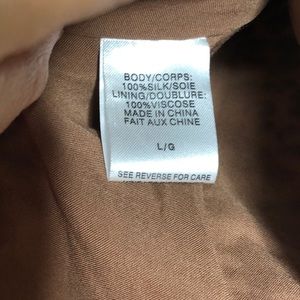 BODY/CORPS:
100%SILK/SOIE
LINING/DOUBLURE:
100%VISCOSE
MADE IN CHINA
FAIT AUX CHINE
L/G
SEE REVERSE FOR CARE